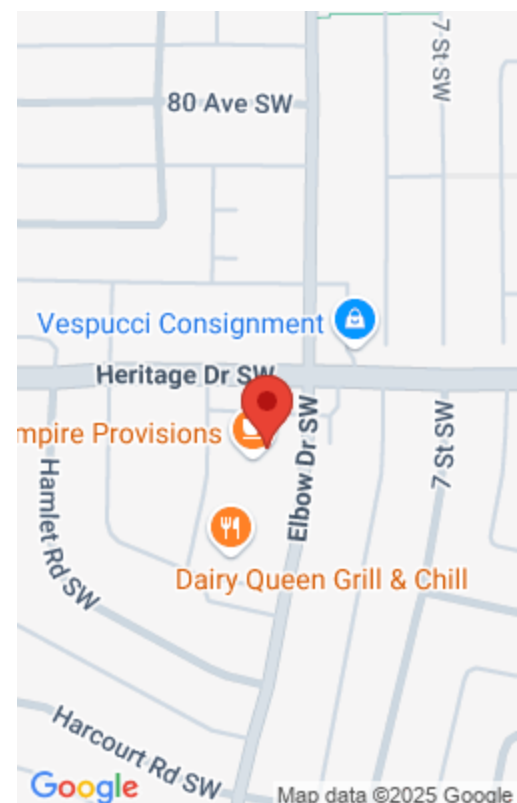 7 St SW
80 Ave SW
Vespucci Consignment
Heritage Dr SW
mpire Provisions
Elbow Dr SW
7 St SW
Hamlet Rd SW
Dairy Queen Grill & Chill
Harcourt Rd SW
Google
Map data ©2025 Google